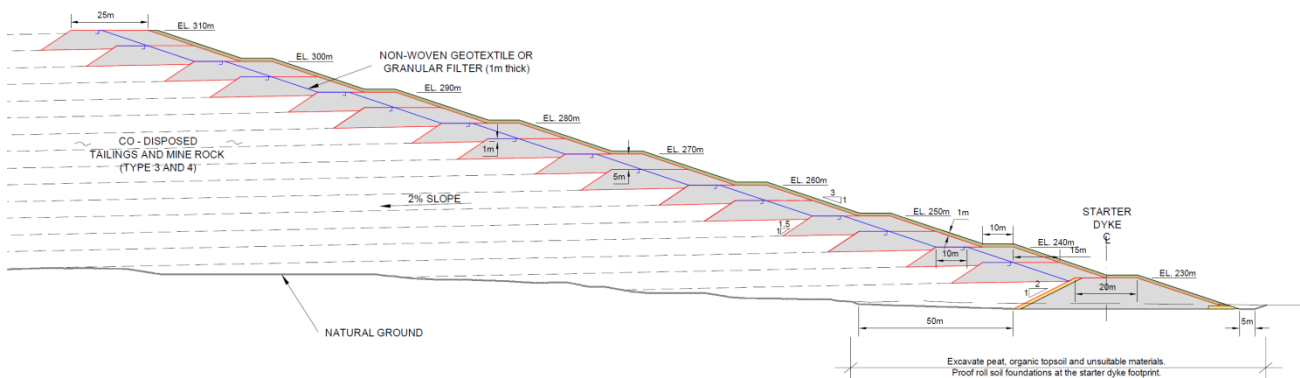 25m
EL. 310m
EL. 300m
NON-WOVEN GEOTEXTILE OR
GRANULAR FILTER (1m thick)
EL. 290m
EL. 280m
CO - DISPOSED
TAILINGS AND MINE ROCK
(TYPE 3 AND 4)
1m
5m
EL. 270m
2% SLOPE
EL. 260m
3
1
1.5
1
EL. 250m
1m
10m
STARTER
DYKE
℄
10m
EL. 240m
15m
EL. 230m
2
1
20m
NATURAL GROUND
50m
5m
Excavate peat, organic topsoil and unsuitable materials.
Proof roll soil foundations at the starter dyke footprint.